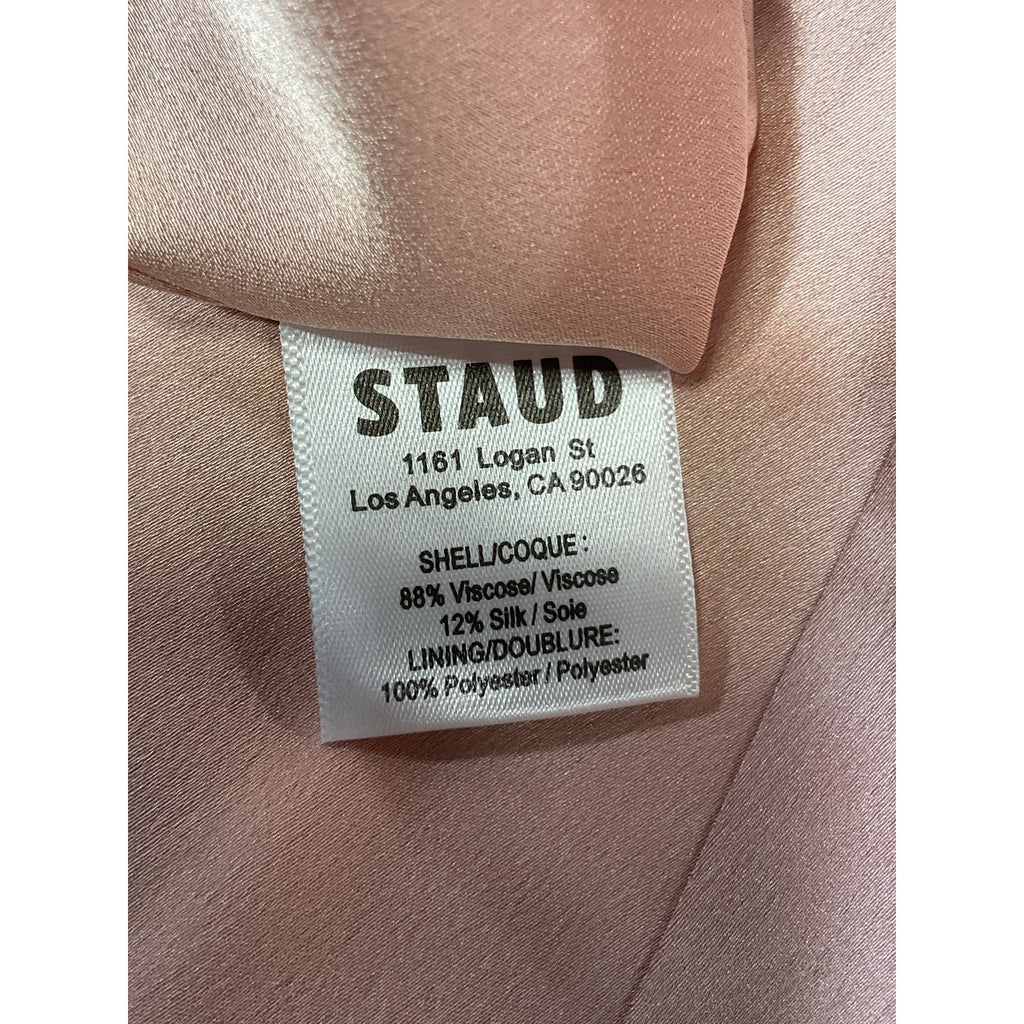 STAUD
1161 Logan St
Los Angeles, CA 90026
SHELL/COQUE :
88% Viscose/ Viscose
12% Silk / Soie
LINING/DOUBLURE:
100% Polyester / Polyester